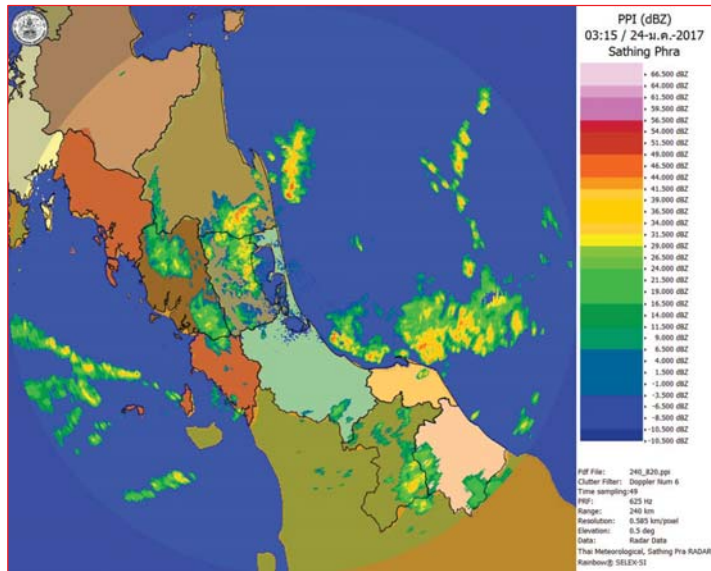 PPI (dBZ)
03:15 / 24-ม.ค.-2017
Sathing Phra
66.500 dBZ
64.000 dBZ
61.500 dBZ
59.500 dBZ
56.500 dBZ
54.000 dBZ
51.500 dBZ
49.000 dBZ
46.500 dBZ
44.000 dBZ
41.500 dBZ
39.000 dBZ
36.500 dBZ
34.000 dBZ
31.500 dBZ
29.000 dBZ
26.500 dBZ
24.000 dBZ
19.000 dBZ
16.500 dBZ
14.000 dBZ
11.500 dBZ
9.000 dBZ
6.500 dBZ
4.000 dBZ
1.500 dBZ
-1.000 dBZ
-3.500 dBZ
-6.500 dBZ
-8.500 dBZ
-10.500 dBZ
-10.500 dBZ
Pdf File: 240_820.ppi
Clutter Filter: Doppler Num 6
Time sampling:49
PRF: 625 Hz
Range: 240 km
Resolution: 0.585 km/pixel
Elevation: 0.5 deg
Data: Radar Data
Thai Meteorological, Sathing Pra RADAR
Rainbow® SELEX-SI